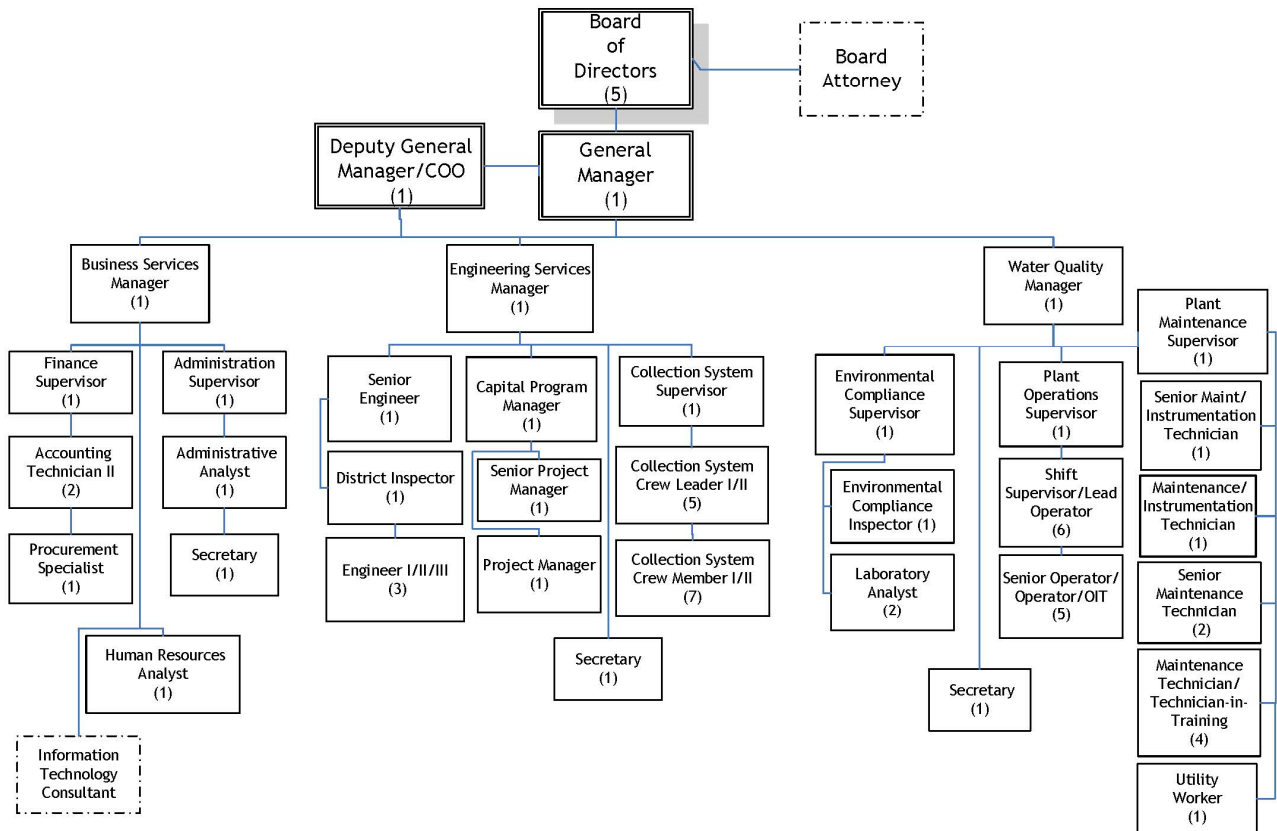 Board
of
Directors
(5)
Board
Attorney
Deputy General
Manager/COO
(1)
General
Manager
(1)
Business Services
Manager
(1)
Engineering Services
Manager
(1)
Water Quality
Manager
(1)
Finance
Supervisor
(1)
Accounting
Technician II
(2)
Procurement
Specialist
(1)
Administration
Supervisor
(1)
Administrative
Analyst
(1)
Secretary
(1)
Human Resources
Analyst
(1)
Information
Technology
Consultant
Senior
Engineer
(1)
District Inspector
(1)
Engineer I/II/III
(3)
Capital Program
Manager
(1)
Senior Project
Manager
(1)
Project Manager
(1)
Collection System
Supervisor
(1)
Collection System
Crew Leader I/II
(5)
Collection System
Crew Member I/II
(7)
Secretary
(1)
Environmental
Compliance
Supervisor
(1)
Environmental
Compliance
Inspector (1)
Laboratory
Analyst
(2)
Plant
Operations
Supervisor
(1)
Shift
Supervisor/Lead
Operator
(6)
Senior Operator/
Operator/OIT
(5)
Secretary
(1)
Plant
Maintenance
Supervisor
(1)
Senior Maint/
Instrumentation
Technician
(1)
Maintenance/
Instrumentation
Technician
(1)
Senior
Maintenance
Technician
(2)
Maintenance
Technician/
Technician-in-
Training
(4)
Utility
Worker
(1)